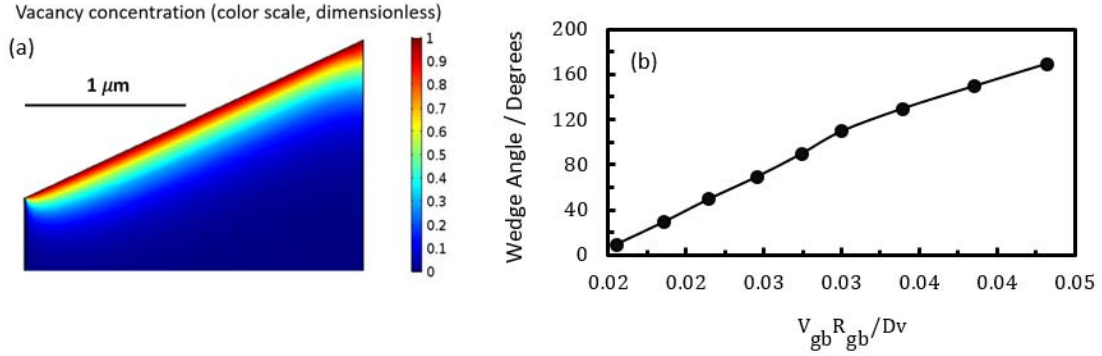 Vacancy concentration (color scale, dimensionless)
(a)
1 μm
1
0.9
0.8
0.7
0.6
0.5
0.4
0.3
0.2
0.1
0
(b)
Wedge Angle / Degrees
200
160
120
80
40
0
0.02 0.02 0.03 0.03 0.04 0.04 0.05
VgbRgb/Dv